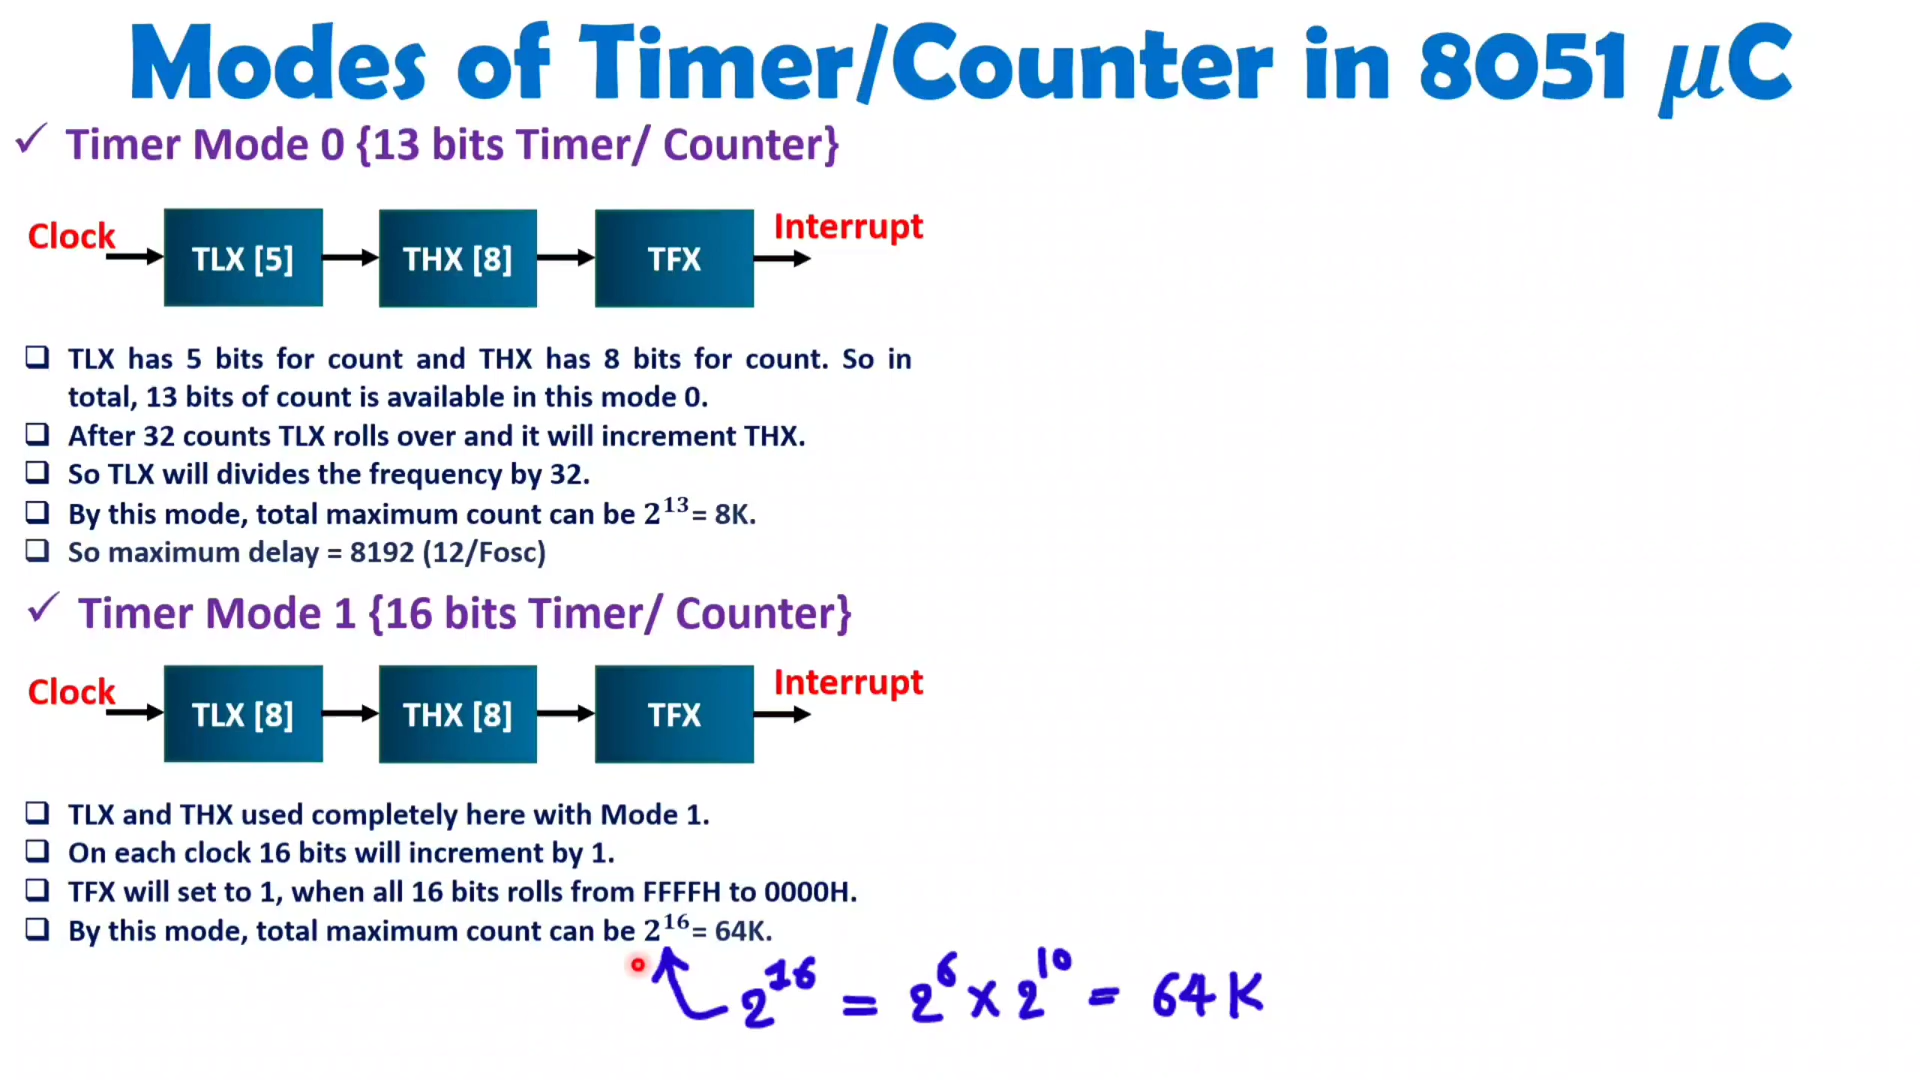 Modes of Timer/Counter in 8051 μC
✓ Timer Mode 0 {13 bits Timer/ Counter}
Clock
TLX [5]
THX [8]
TFX
Interrupt
❑ TLX has 5 bits for count and THX has 8 bits for count. So in
total, 13 bits of count is available in this mode 0.
❑ After 32 counts TLX rolls over and it will increment THX.
❑ So TLX will divides the frequency by 32.
❑ By this mode, total maximum count can be 2¹³= 8K.
❑ So maximum delay = 8192 (12/Fosc)
✓ Timer Mode 1 {16 bits Timer/ Counter}
Clock
TLX [8]
THX [8]
TFX
Interrupt
❑ TLX and THX used completely here with Mode 1.
❑ On each clock 16 bits will increment by 1.
❑ TFX will set to 1, when all 16 bits rolls from FFFFH to 0000H.
❑ By this mode, total maximum count can be 2¹⁶= 64K.
2¹⁶ = 2⁶ x 2¹⁰ = 64 K